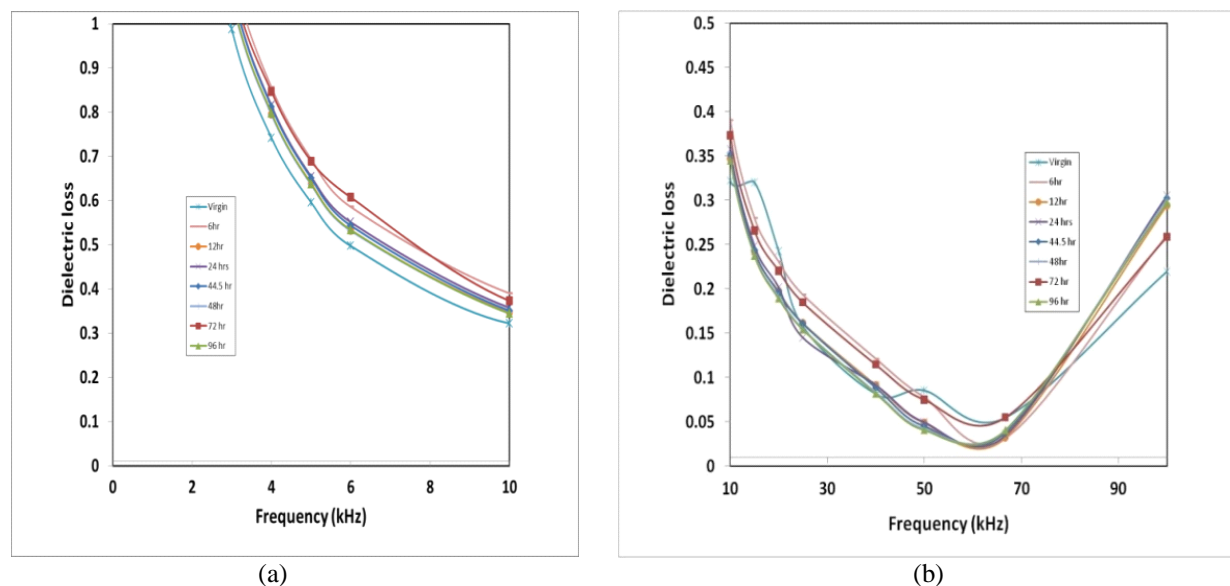 Dielectric loss
1
0.9
0.8
0.7
0.6
0.5
0.4
0.3
0.2
0.1
0
0 2 4 6 8 10
Frequency (kHz)
Virgin
6hr
12hr
24 hrs
44.5 hr
48hr
72 hr
96 hr
(a)
Dielectric loss
0.5
0.45
0.4
0.35
0.3
0.25
0.2
0.15
0.1
0.05
0
10 30 50 70 90
Frequency (kHz)
Virgin
6hr
12hr
24 hrs
44.5 hr
48hr
72 hr
96 hr
(b)